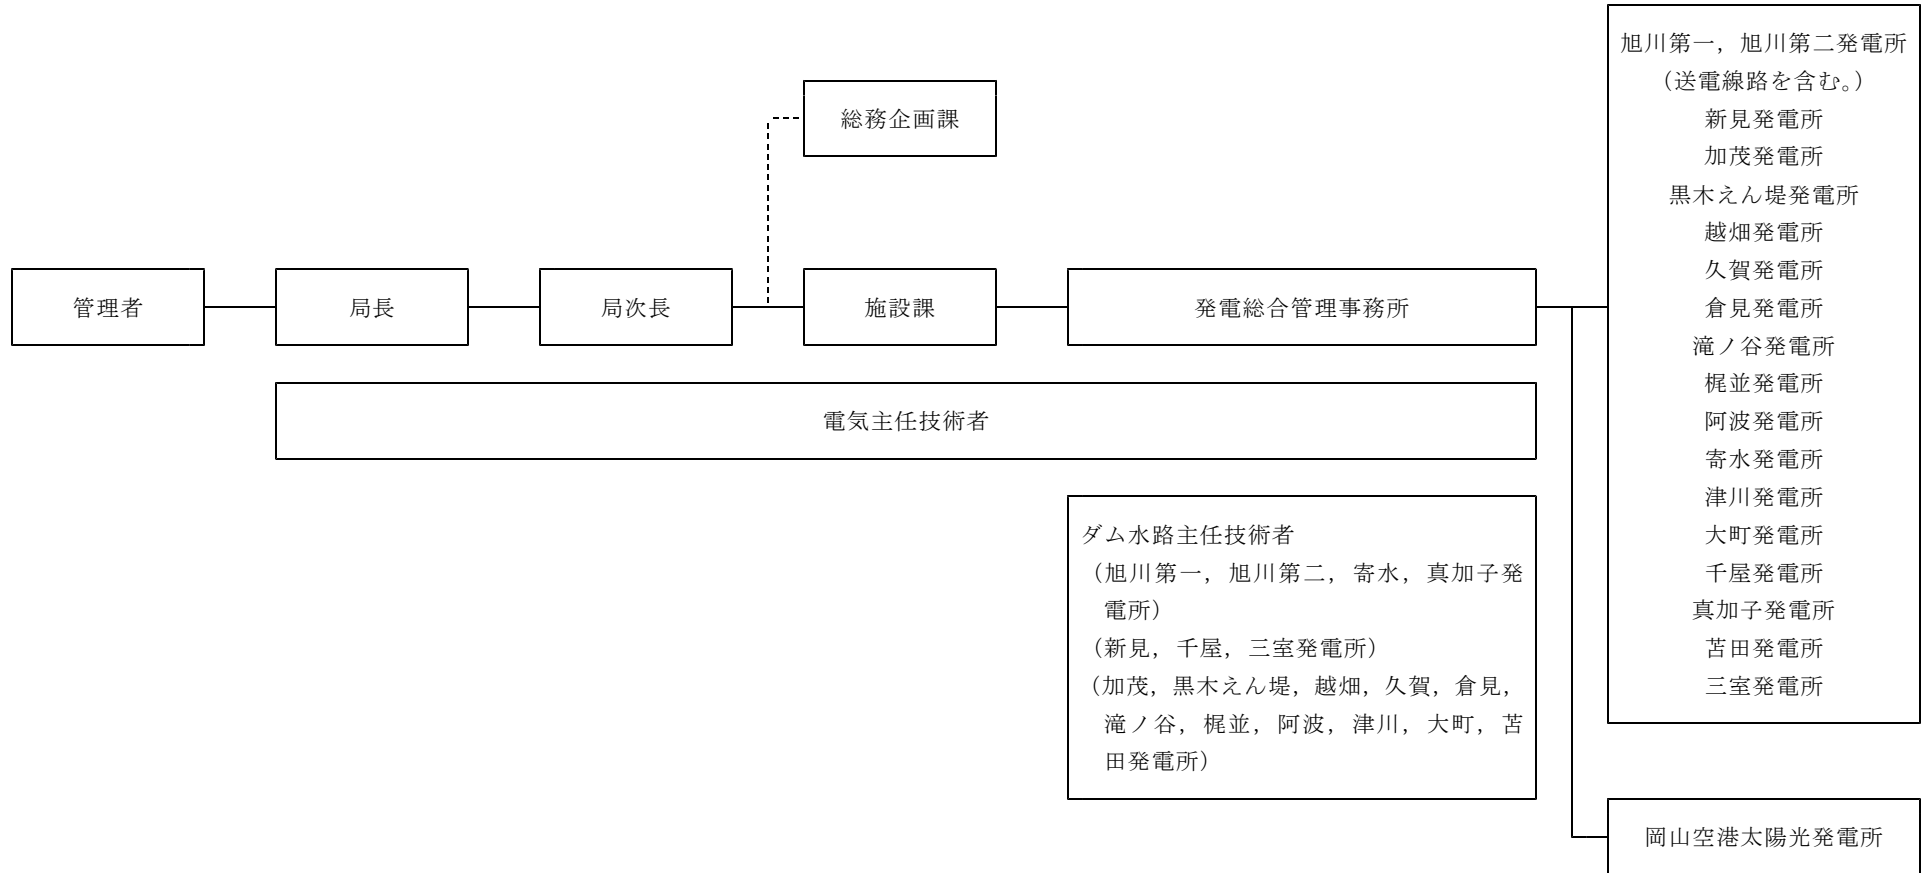 総務企画課
管理者
局長
局次長
施設課
発電総合管理事務所
電気主任技術者
ダム水路主任技術者
（旭川第一，旭川第二，寄水，真加子発
電所）
（新見，千屋，三室発電所）
（加茂，黒木えん堤，越畑，久賀，倉見，
滝ノ谷，梶並，阿波，津川，大町，苫
田発電所）
旭川第一，旭川第二発電所
（送電線路を含む。）
新見発電所
加茂発電所
黒木えん堤発電所
越畑発電所
久賀発電所
倉見発電所
滝ノ谷発電所
梶並発電所
阿波発電所
寄水発電所
津川発電所
大町発電所
千屋発電所
真加子発電所
苫田発電所
三室発電所
岡山空港太陽光発電所